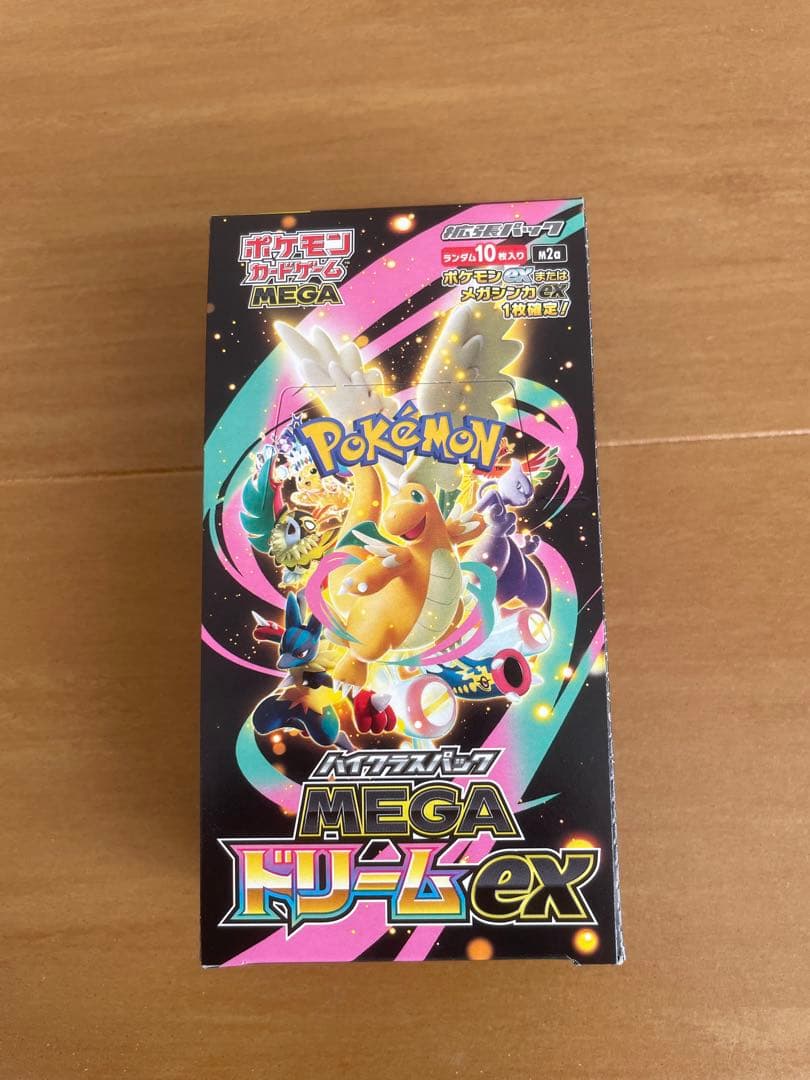 ポケモン
カードゲーム
MEGA
拡張パック
ランダム10枚入り M2a
ポケモンexまたは
メガシンカex
1枚確定!
POKéMON
TM
ハイクラスパック
MEGA
ドリームex